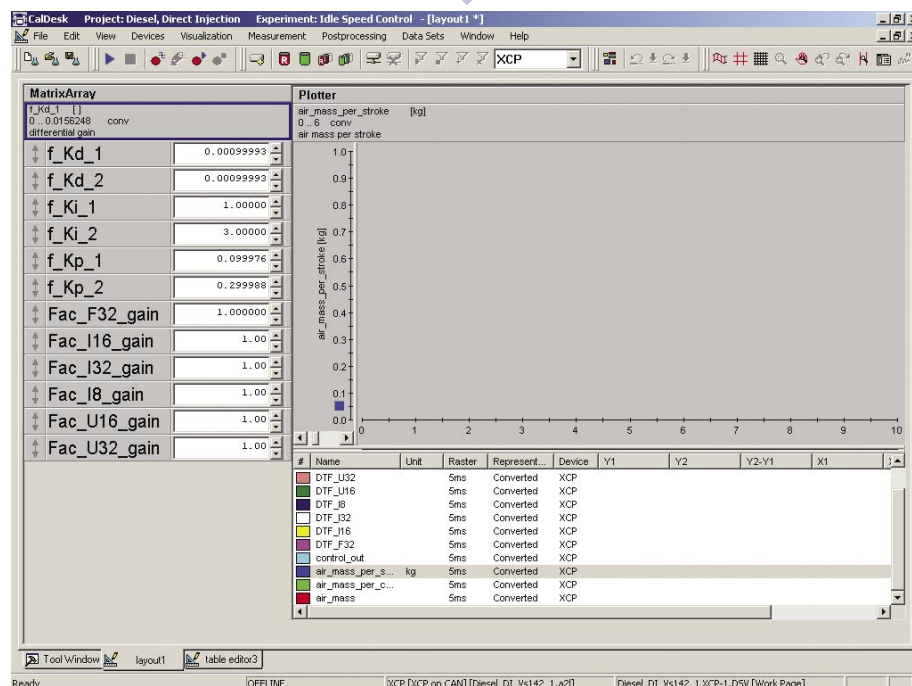 CalDesk Project: Diesel, Direct Injection Experiment: Idle Speed Control - [layout1 *]
File Edit View Devices Visualization Measurement Postprocessing Data Sets Window Help
XCP
MatrixArray
f_Kd_1 [ ]
0 .. 0.0156248 conv
differential gain
f_Kd_1 0.00099993
f_Kd_2 0.00099993
f_Ki_1 1.00000
f_Ki_2 3.00000
f_Kp_1 0.099976
f_Kp_2 0.299988
Fac_F32_gain 1.000000
Fac_I16_gain 1.00
Fac_I32_gain 1.00
Fac_I8_gain 1.00
Fac_U16_gain 1.00
Fac_U32_gain 1.00
Plotter
air_mass_per_stroke [kg]
0 .. 6 conv
air mass per stroke
air_mass_per_stroke [kg]
1.0
0.9
0.8
0.7
0.6
0.5
0.4
0.3
0.2
0.1
0.0
0 1 2 3 4 5 6 7 8 9 10
# Name Unit Raster Represent... Device Y1 Y2 Y2-Y1 X1
DTF_U32 5ms Converted XCP
DTF_U16 5ms Converted XCP
DTF_I8 5ms Converted XCP
DTF_I32 5ms Converted XCP
DTF_I16 5ms Converted XCP
DTF_F32 5ms Converted XCP
control_out 5ms Converted XCP
air_mass_per_s... kg 5ms Converted XCP
air_mass_per_c... 5ms Converted XCP
air_mass 5ms Converted XCP
Tool Window layout1 table editor3
Ready OFFLINE XCP [XCP on CAN] [Diesel_DI_Vs142_1.a2l] Diesel_DI_Vs142_1.XCP-1.DSV [Work Page]